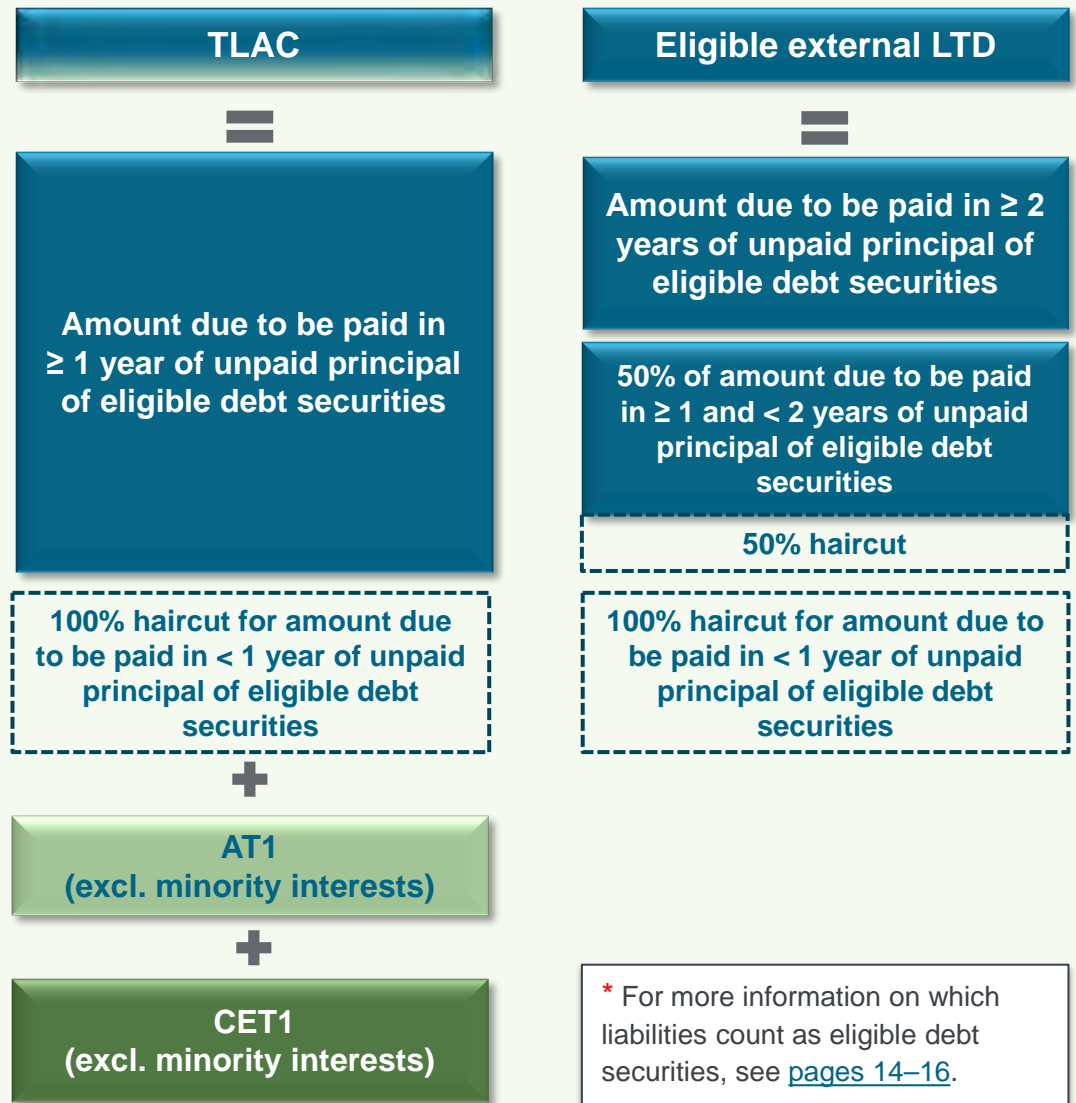 TLAC
Amount due to be paid in
≥ 1 year of unpaid principal
of eligible debt securities
100% haircut for amount due
to be paid in < 1 year of unpaid
principal of eligible debt
securities
AT1
(excl. minority interests)
CET1
(excl. minority interests)
Eligible external LTD
Amount due to be paid in ≥ 2
years of unpaid principal of
eligible debt securities
50% of amount due to be paid
in ≥ 1 and < 2 years of unpaid
principal of eligible debt
securities
50% haircut
100% haircut for amount due to
be paid in < 1 year of unpaid
principal of eligible debt
securities
* For more information on which
liabilities count as eligible debt
securities, see pages 14–16.